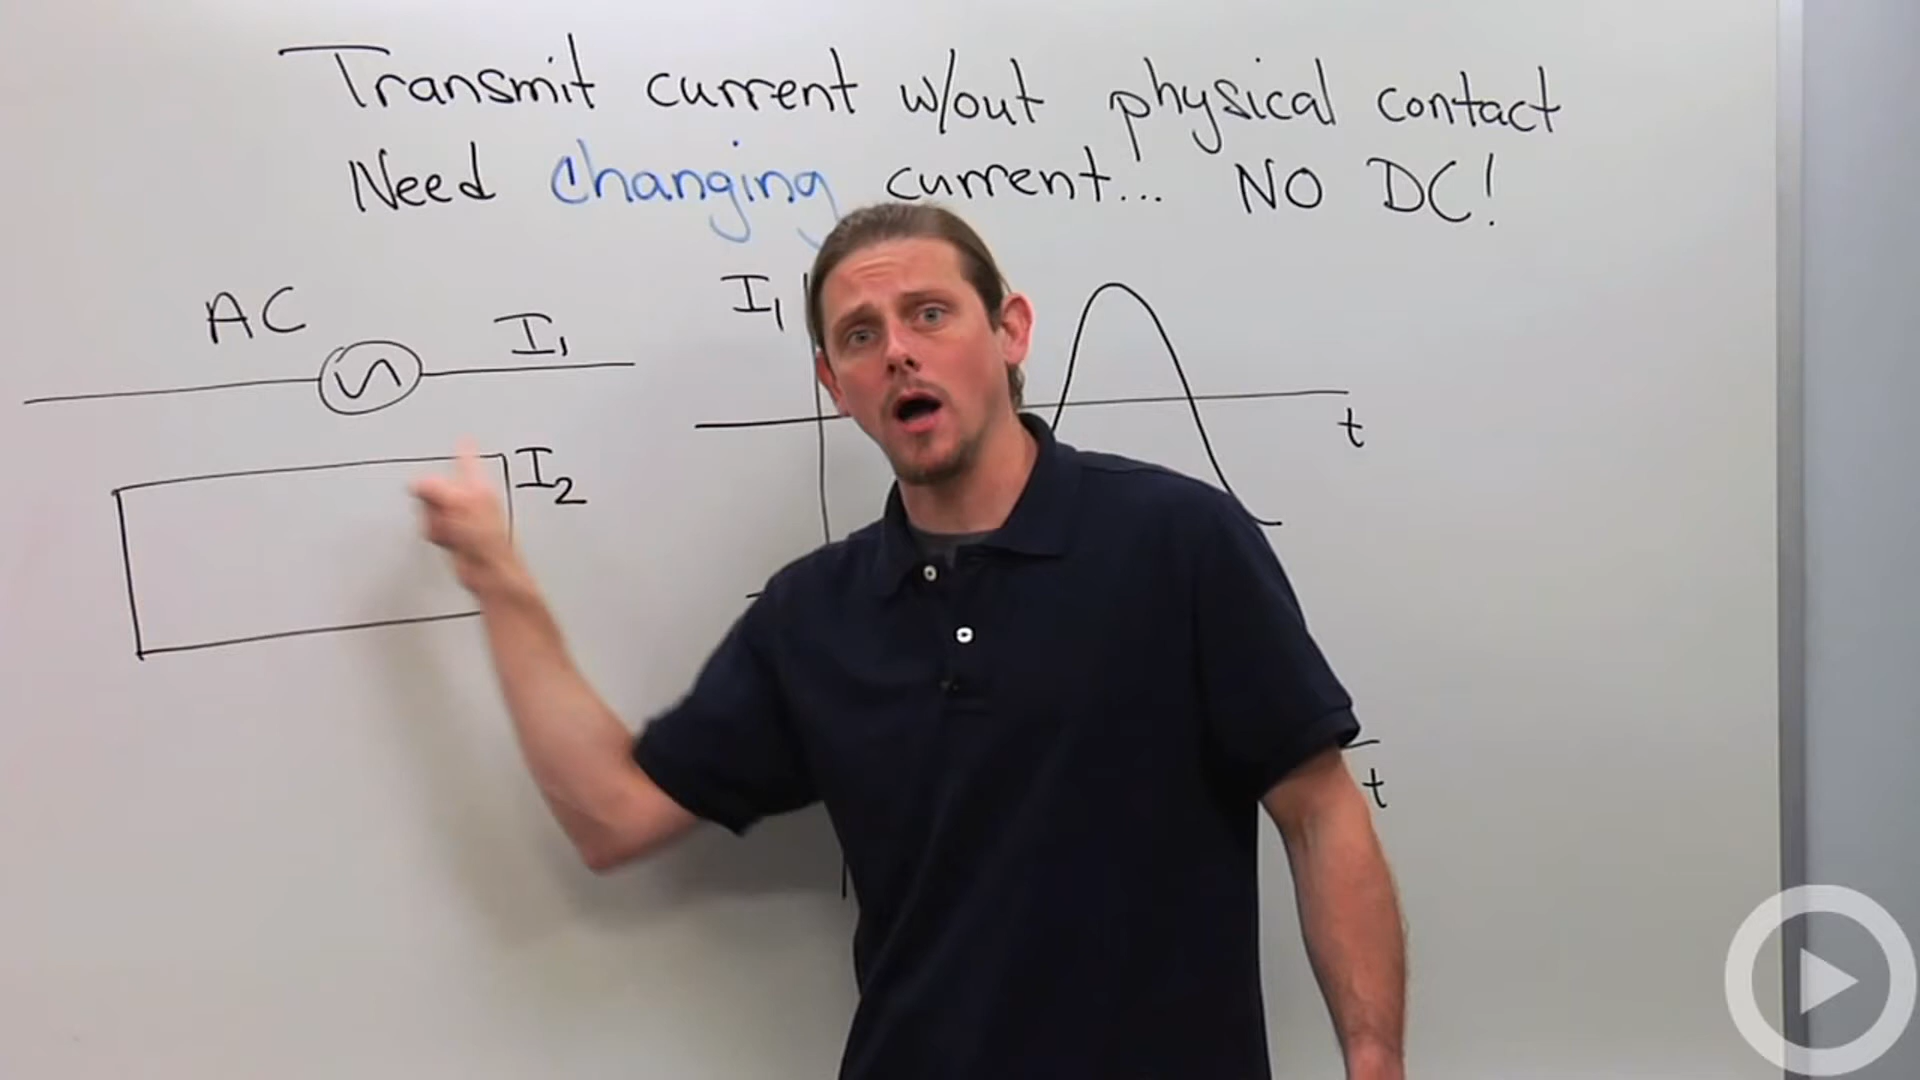 Transmit current w/out physical contact
Need changing current... NO DC!
AC
I₁
I₁
t
I₂
t